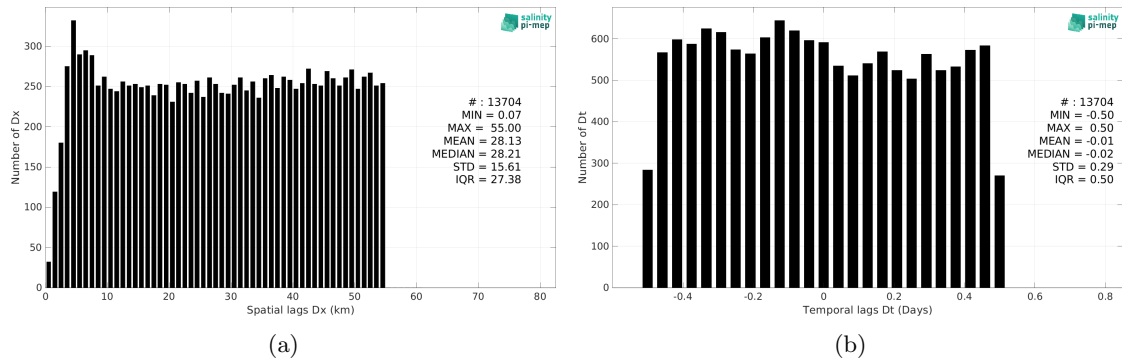 salinity
pi-mep
300
250
200
150
100
50
0
Number of Dx
# : 13704
MIN = 0.07
MAX = 55.00
MEAN = 28.13
MEDIAN = 28.21
STD = 15.61
IQR = 27.38
0 10 20 30 40 50 60 70 80
Spatial lags Dx (km)
(a)
salinity
pi-mep
600
500
400
300
200
100
0
Number of Dt
# : 13704
MIN = -0.50
MAX = 0.50
MEAN = -0.01
MEDIAN = -0.02
STD = 0.29
IQR = 0.50
-0.4 -0.2 0 0.2 0.4 0.6 0.8
Temporal lags Dt (Days)
(b)